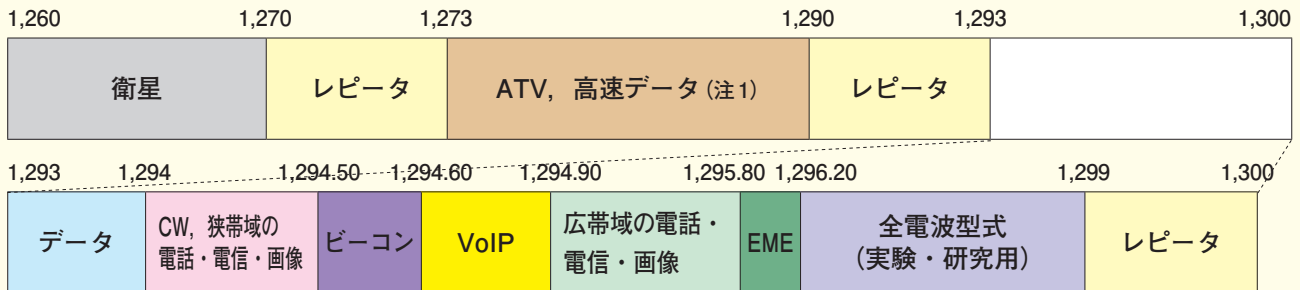 1,260 1,270 1,273 1,290 1,293 1,300
衛星 レピータ ATV，高速データ(注1) レピータ
1,293 1,294 1,294.50 1,294.60 1,294.90 1,295.80 1,296.20 1,299 1,300
データ
CW，狭帯域の
電話・電信・画像
ビーコン
VoIP
広帯域の電話・
電信・画像
EME
全電波型式
(実験・研究用)
レピータ